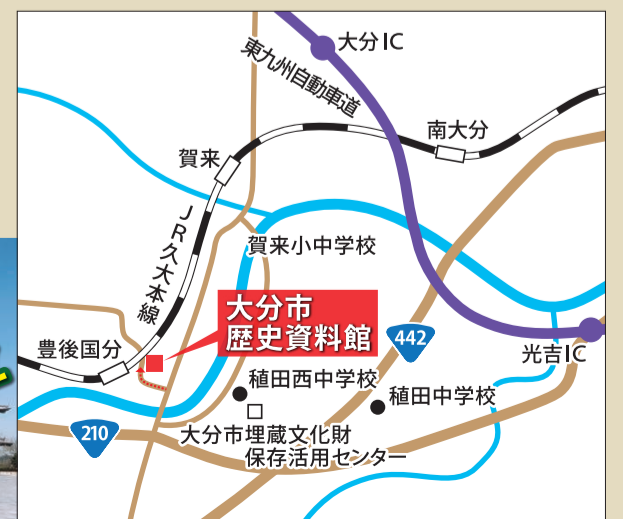 大分IC
東九州自動車道
南大分
賀来
JR久大本線
賀来小中学校
大分市
歴史資料館
442
豊後国分
光吉IC
稙田西中学校
稙田中学校
210
大分市埋蔵文化財
保存活用センター